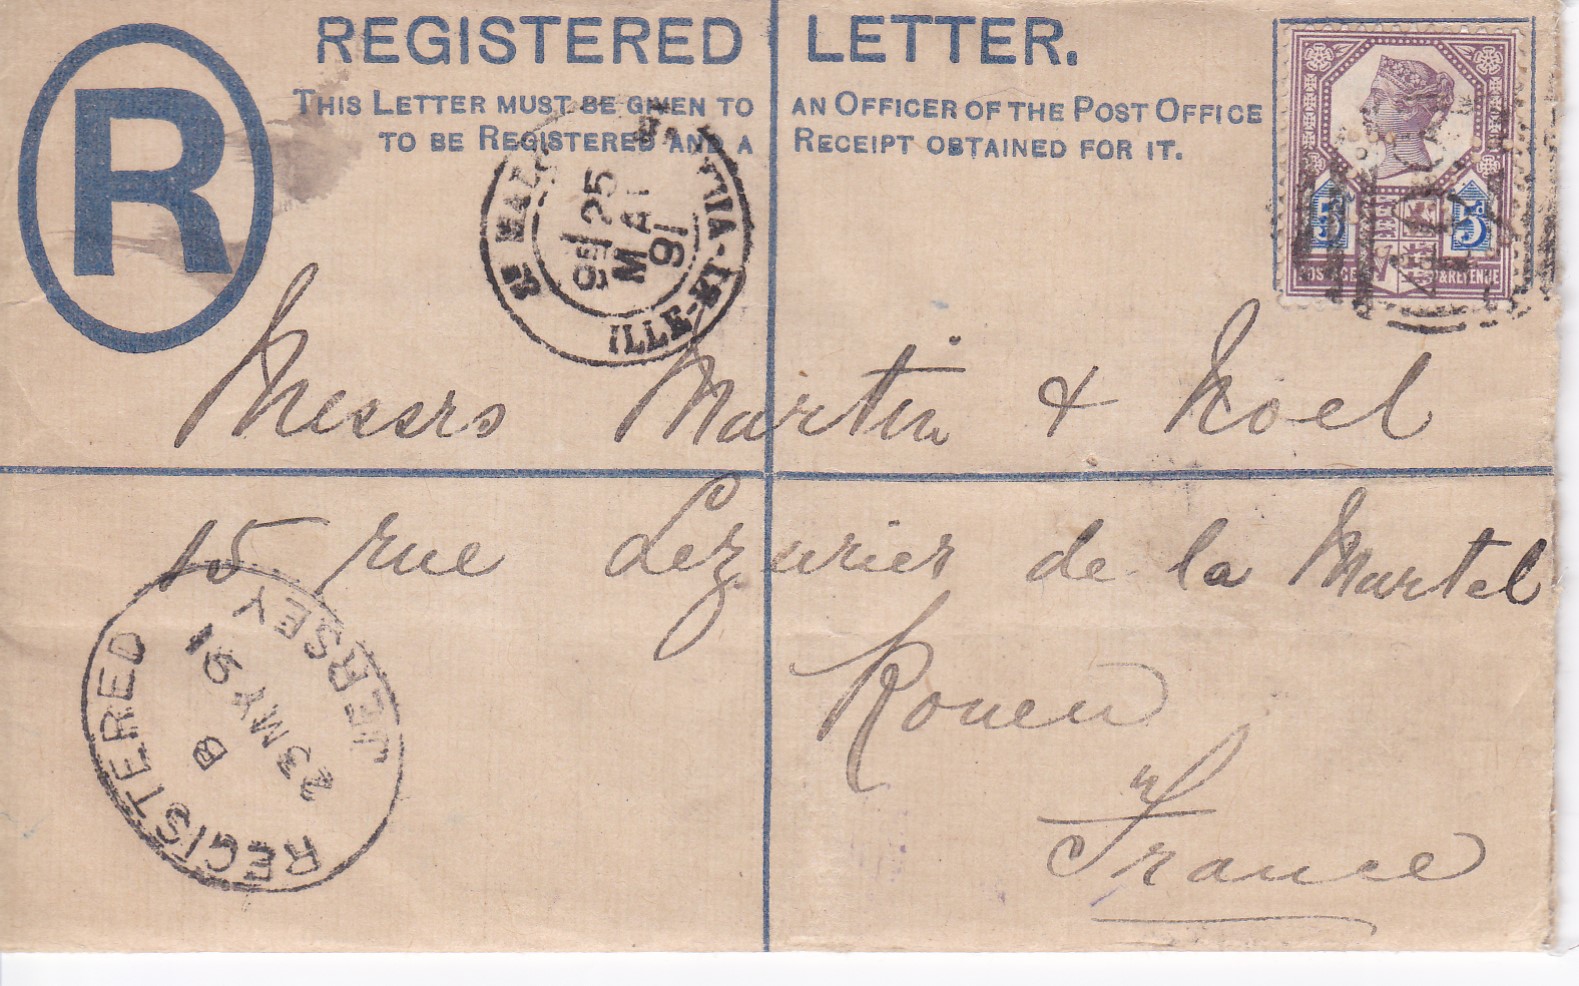 REGISTERED LETTER.
THIS LETTER MUST BE GIVEN TO AN OFFICER OF THE POST OFFICE
TO BE REGISTERED AND A RECEIPT OBTAINED FOR IT.
R
25
MAI
91
ILLE-ET-
5d 5d
POSTAGE & REVENUE
Messrs Martin & Noel
15 rue Lezurier de la Martel
Rouen
France
REGISTERED
JERSEY
B
23 MY 91